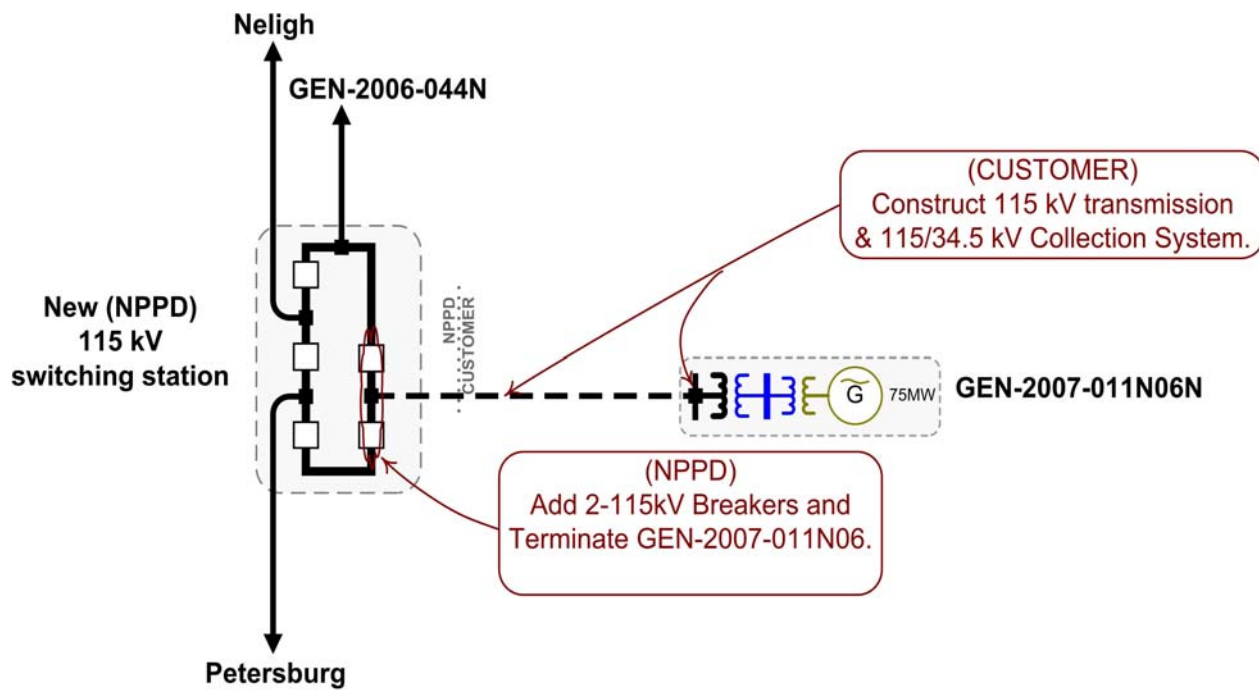 Neligh
GEN-2006-044N
(CUSTOMER)
Construct 115 kV transmission
& 115/34.5 kV Collection System.
New (NPPD)
115 kV
switching station
NPPD
CUSTOMER
G
75MW
GEN-2007-011N06N
(NPPD)
Add 2-115kV Breakers and
Terminate GEN-2007-011N06.
Petersburg